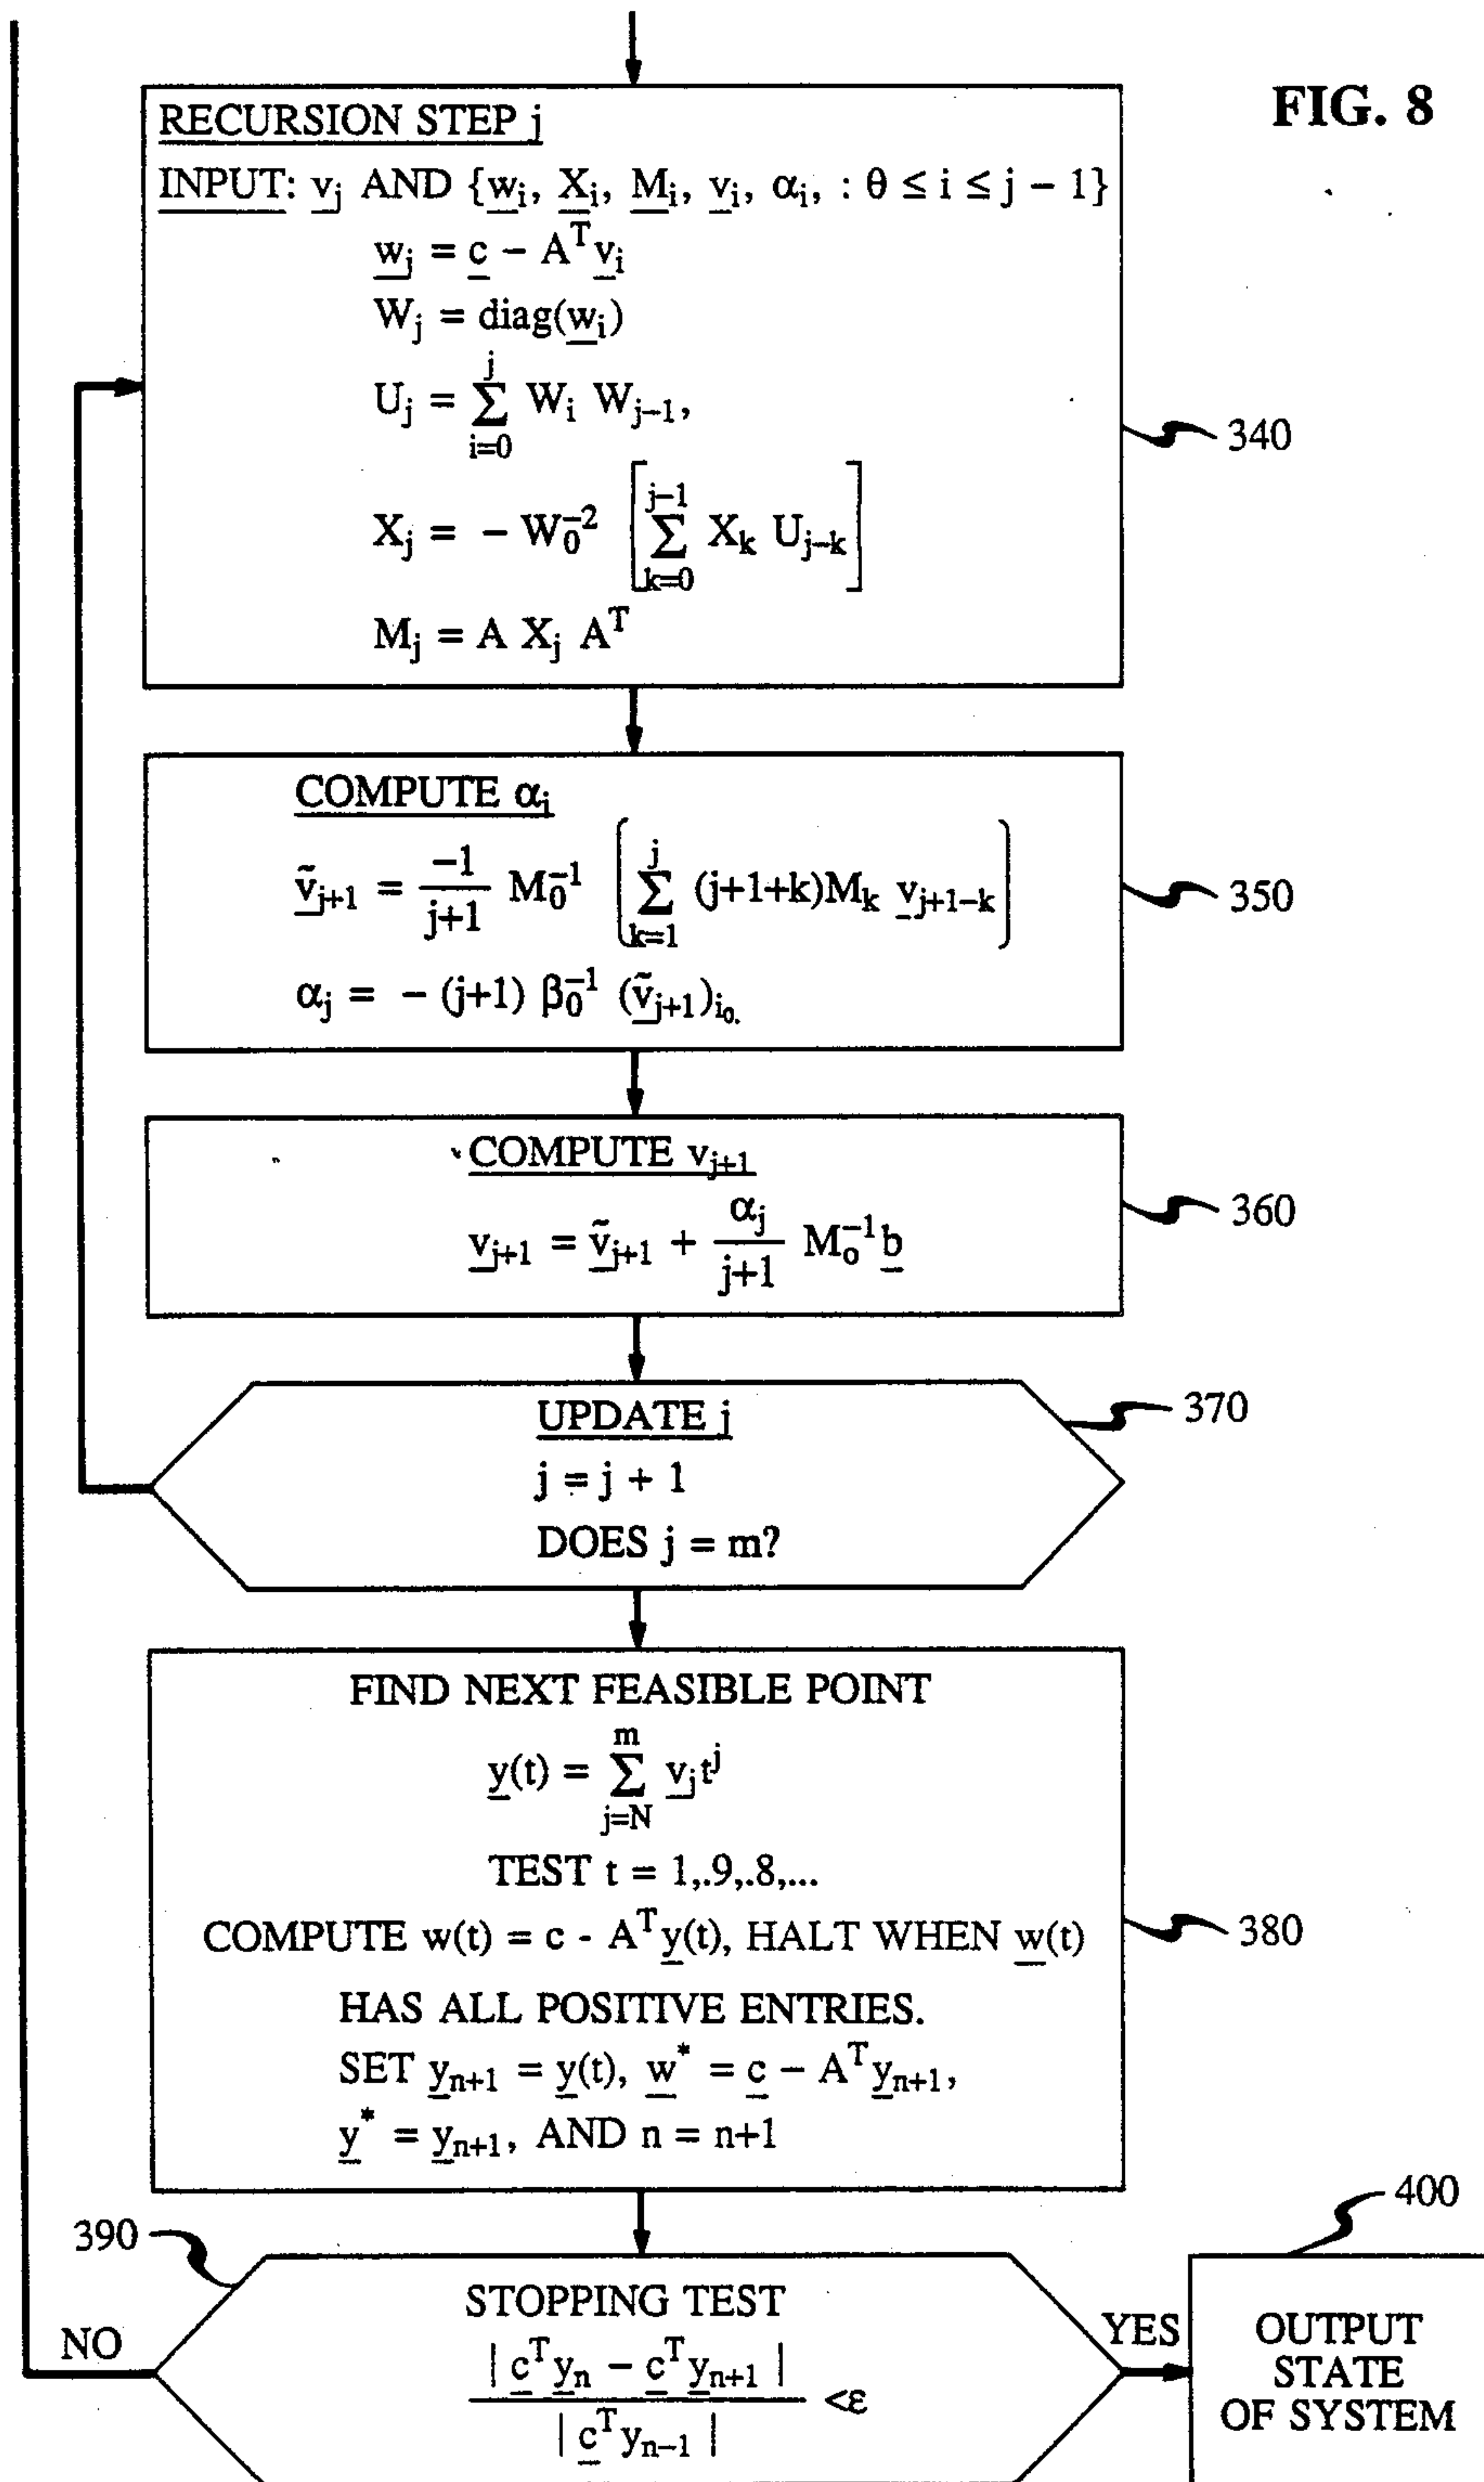 FIG. 8
RECURSION STEP j
INPUT: v_j AND {w_i, X_i, M_i, v_i, α_i, : θ ≤ i ≤ j − 1}
w_j = c − A^T v_i
W_j = diag(w_i)
U_j = ∑_{i=0}^{j} W_i W_{j−1},
X_j = − W_0^{−2} [∑_{k=0}^{j−1} X_k U_{j−k}]
M_j = A X_j A^T
340
COMPUTE α_j
ṽ_{j+1} = \frac{−1}{j+1} M_0^{−1} (∑_{k=1}^{j} (j+1+k)M_k v_{j+1−k})
α_j = − (j+1) β_0^{−1} (ṽ_{j+1})_{i_0.}
350
COMPUTE v_{j+1}
v_{j+1} = ṽ_{j+1} + \frac{α_j}{j+1} M_o^{−1} b
360
UPDATE j
j = j + 1
DOES j = m?
370
FIND NEXT FEASIBLE POINT
y(t) = ∑_{j=N}^{m} v_j t^j
TEST t = 1,.9,.8,...
COMPUTE w(t) = c - A^T y(t), HALT WHEN w(t)
HAS ALL POSITIVE ENTRIES.
SET y_{n+1} = y(t), w^* = c − A^T y_{n+1},
y^* = y_{n+1}, AND n = n+1
380
390
STOPPING TEST
\frac{| c^T y_n − c^T y_{n+1} |}{| c^T y_{n−1} |} <ε
NO
YES
400
OUTPUT
STATE
OF SYSTEM